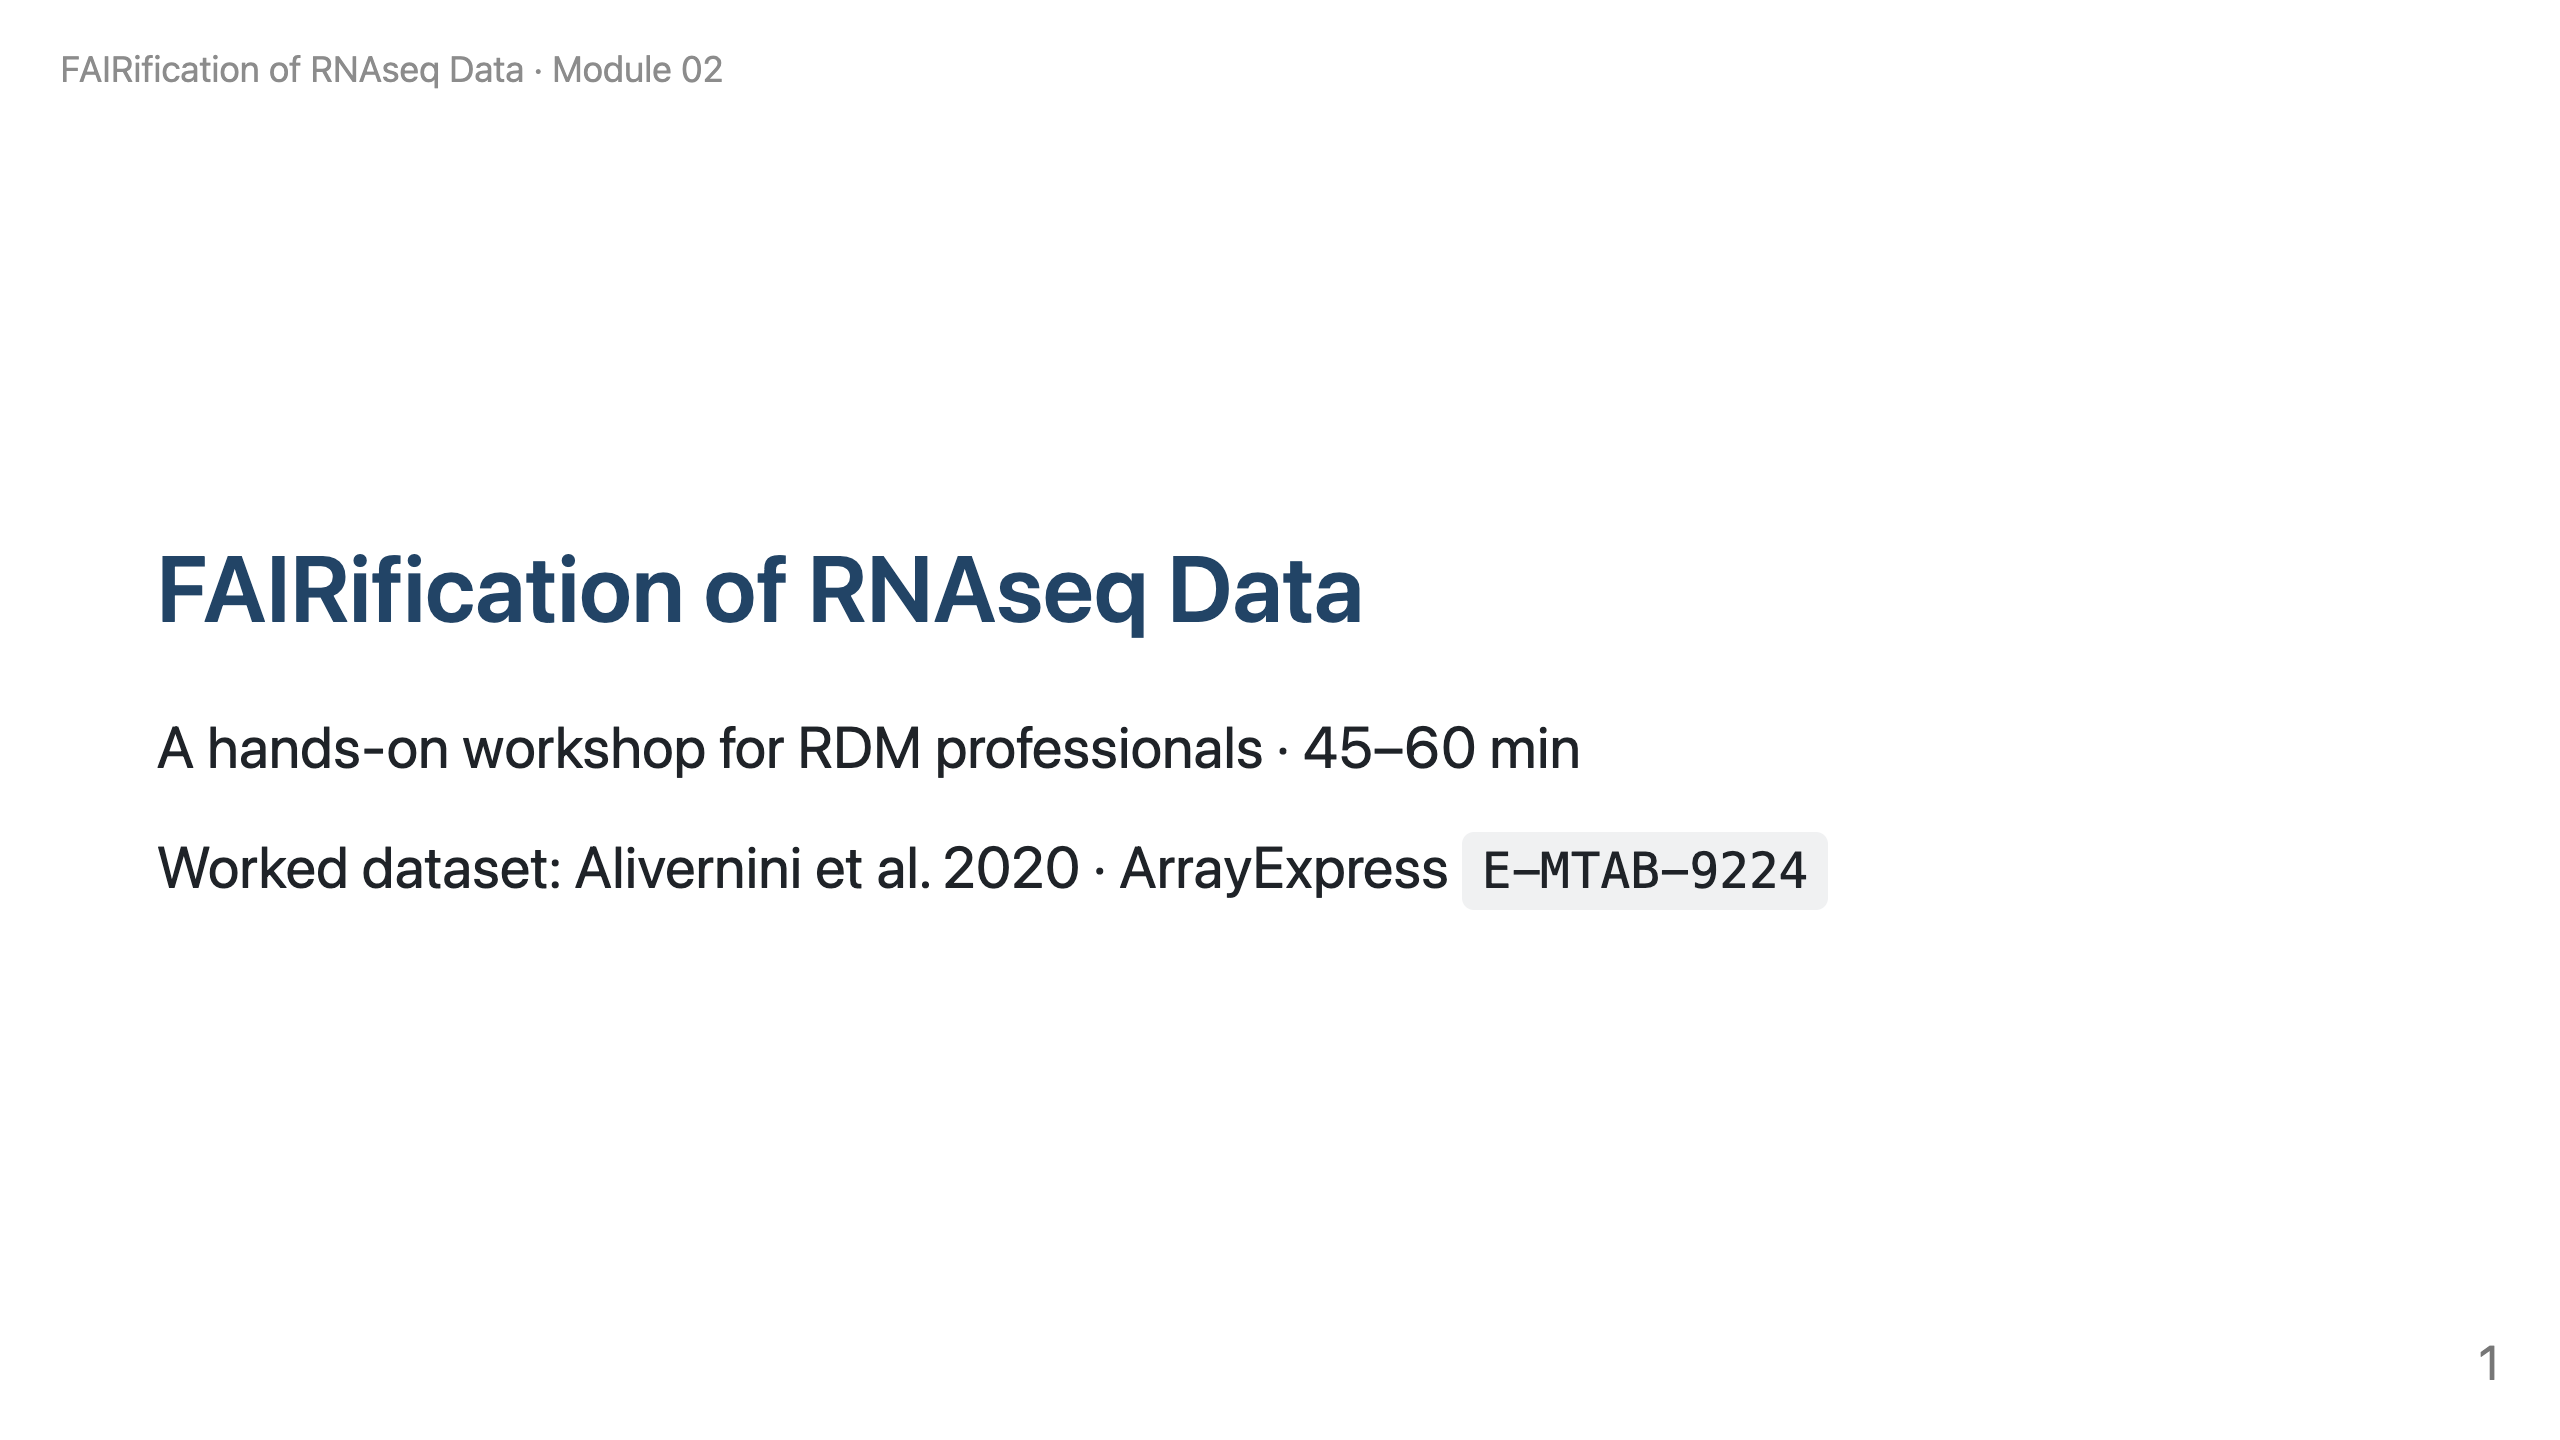 FAIRification of RNAseq Data · Module 02
FAIRification of RNAseq Data
A hands-on workshop for RDM professionals · 45–60 min
Worked dataset: Alivernini et al. 2020 · ArrayExpress E-MTAB-9224
1